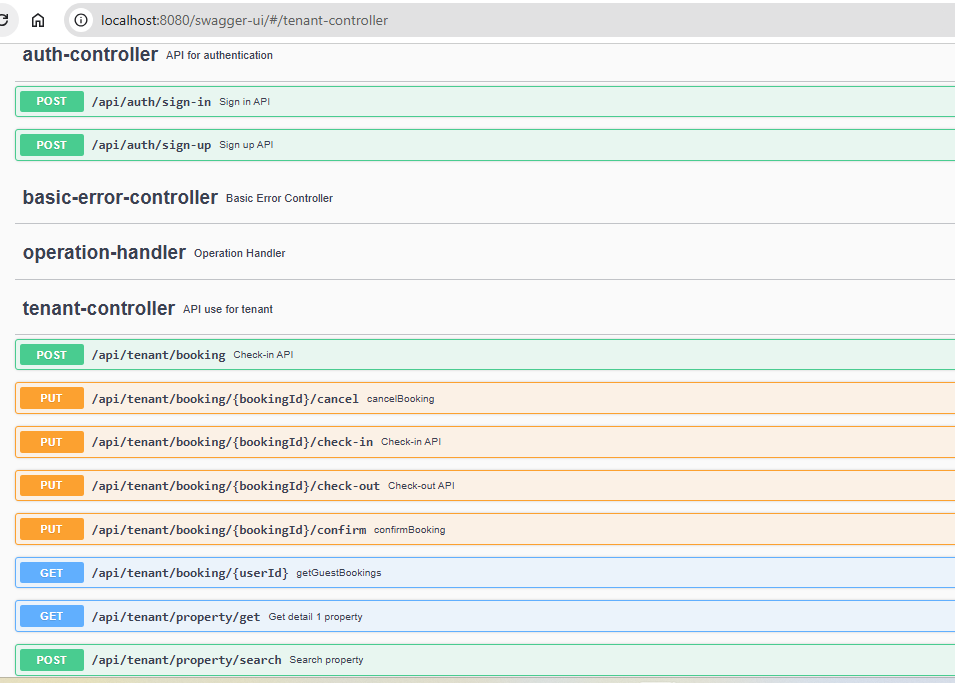 localhost:8080/swagger-ui/#/tenant-controller
auth-controller API for authentication
POST /api/auth/sign-in Sign in API
POST /api/auth/sign-up Sign up API
basic-error-controller Basic Error Controller
operation-handler Operation Handler
tenant-controller API use for tenant
POST /api/tenant/booking Check-in API
PUT /api/tenant/booking/{bookingId}/cancel cancelBooking
PUT /api/tenant/booking/{bookingId}/check-in Check-in API
PUT /api/tenant/booking/{bookingId}/check-out Check-out API
PUT /api/tenant/booking/{bookingId}/confirm confirmBooking
GET /api/tenant/booking/{userId} getGuestBookings
GET /api/tenant/property/get Get detail 1 property
POST /api/tenant/property/search Search property